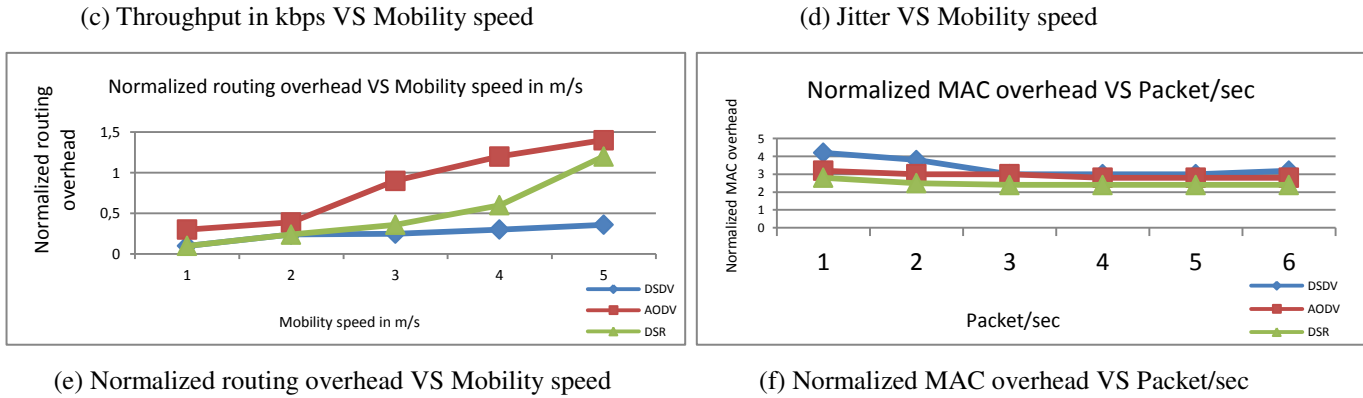 (c) Throughput in kbps VS Mobility speed
(d) Jitter VS Mobility speed
Normalized routing overhead VS Mobility speed in m/s
Normalized routing
overhead
1,5
1
0,5
0
1 2 3 4 5
Mobility speed in m/s
DSDV
AODV
DSR
Normalized MAC overhead VS Packet/sec
Normalized MAC overhead
5
4
3
2
1
0
1 2 3 4 5 6
Packet/sec
DSDV
AODV
DSR
(e) Normalized routing overhead VS Mobility speed
(f) Normalized MAC overhead VS Packet/sec